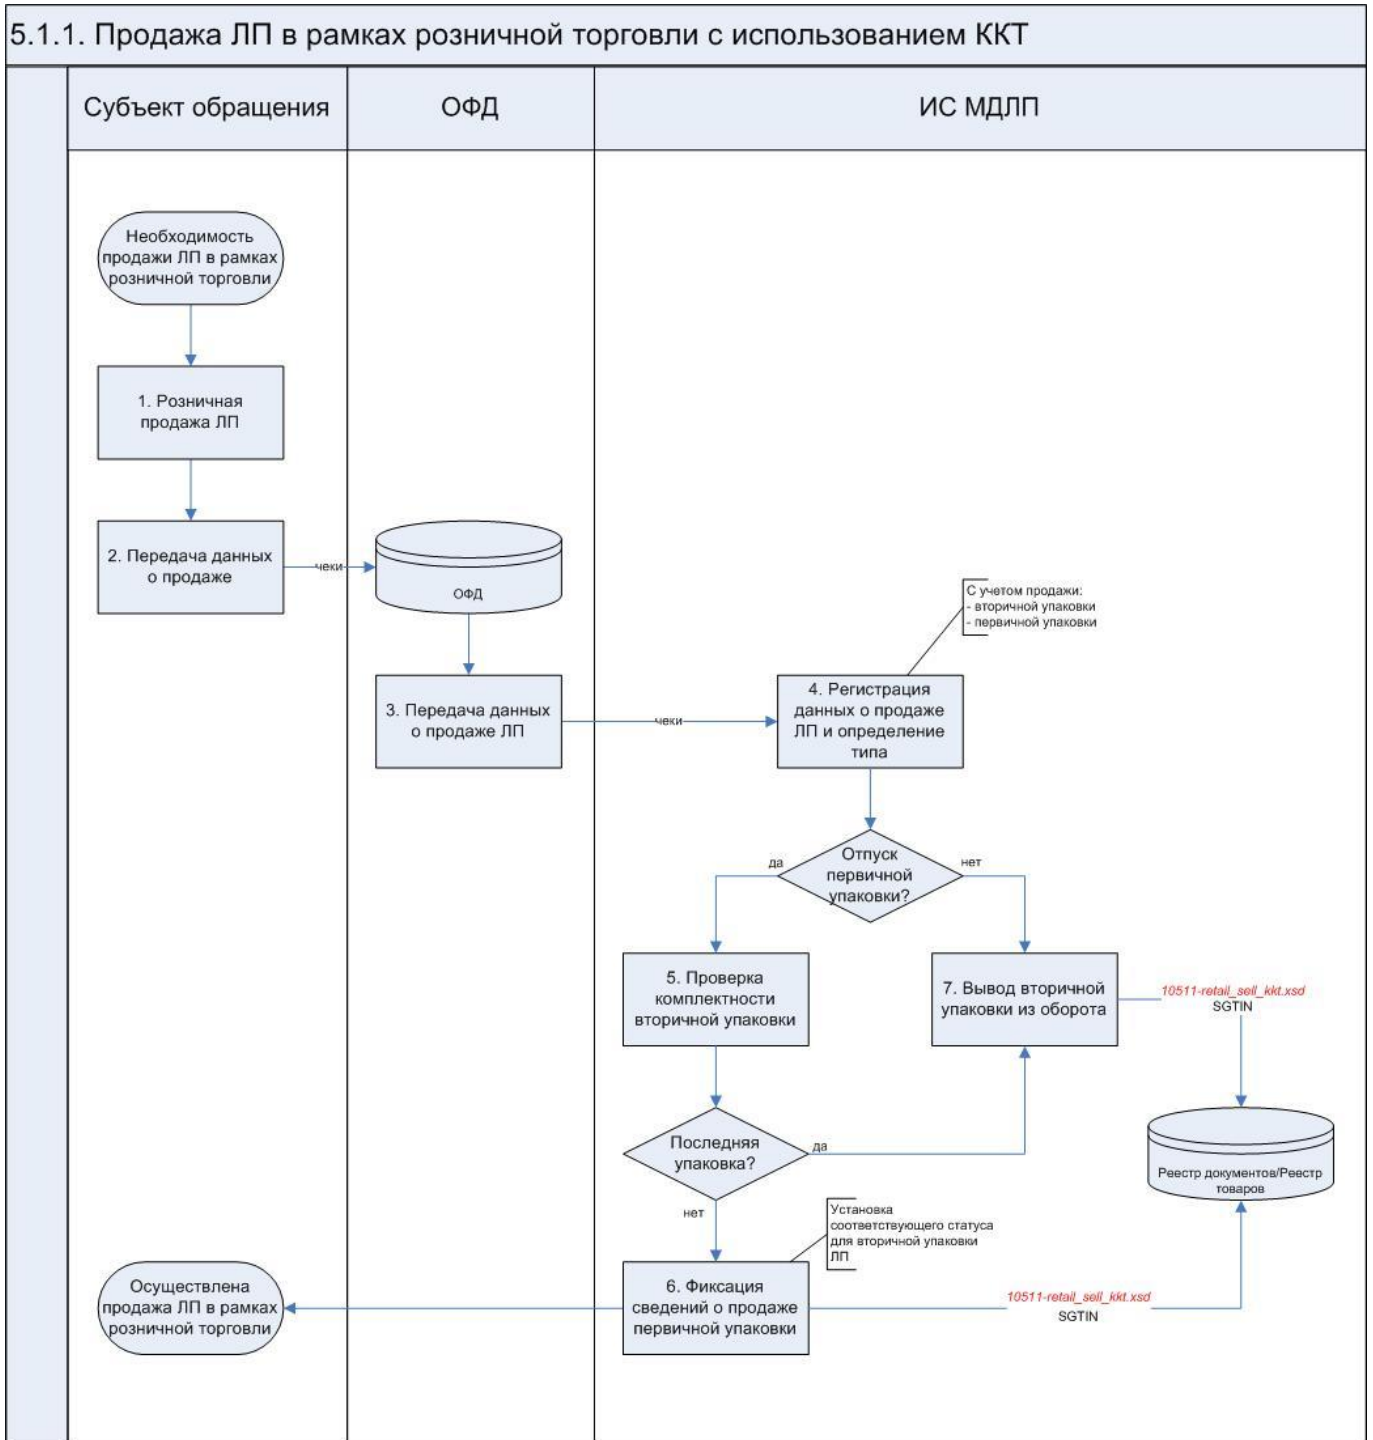 5.1.1. Продажа ЛП в рамках розничной торговли с использованием ККТ
Субъект обращения
ОФД
ИС МДЛП
Необходимость
продажи ЛП в рамках
розничной торговли
1. Розничная
продажа ЛП
2. Передача данных
о продаже
чеки
ОФД
С учетом продажи:
- вторичной упаковки
- первичной упаковки
3. Передача данных
о продаже ЛП
чеки
4. Регистрация
данных о продаже
ЛП и определение
типа
Отпуск
первичной
упаковки?
да
нет
5. Проверка
комплектности
вторичной упаковки
7. Вывод вторичной
упаковки из оборота
10511-retail_sell_kkt.xsd
SGTIN
Последняя
упаковка?
да
нет
Реестр документов/Реестр
товаров
Установка
соответствующего статуса
для вторичной упаковки
ЛП
Осуществлена
продажа ЛП в рамках
розничной торговли
6. Фиксация
сведений о продаже
первичной упаковки
10511-retail_sell_kkt.xsd
SGTIN